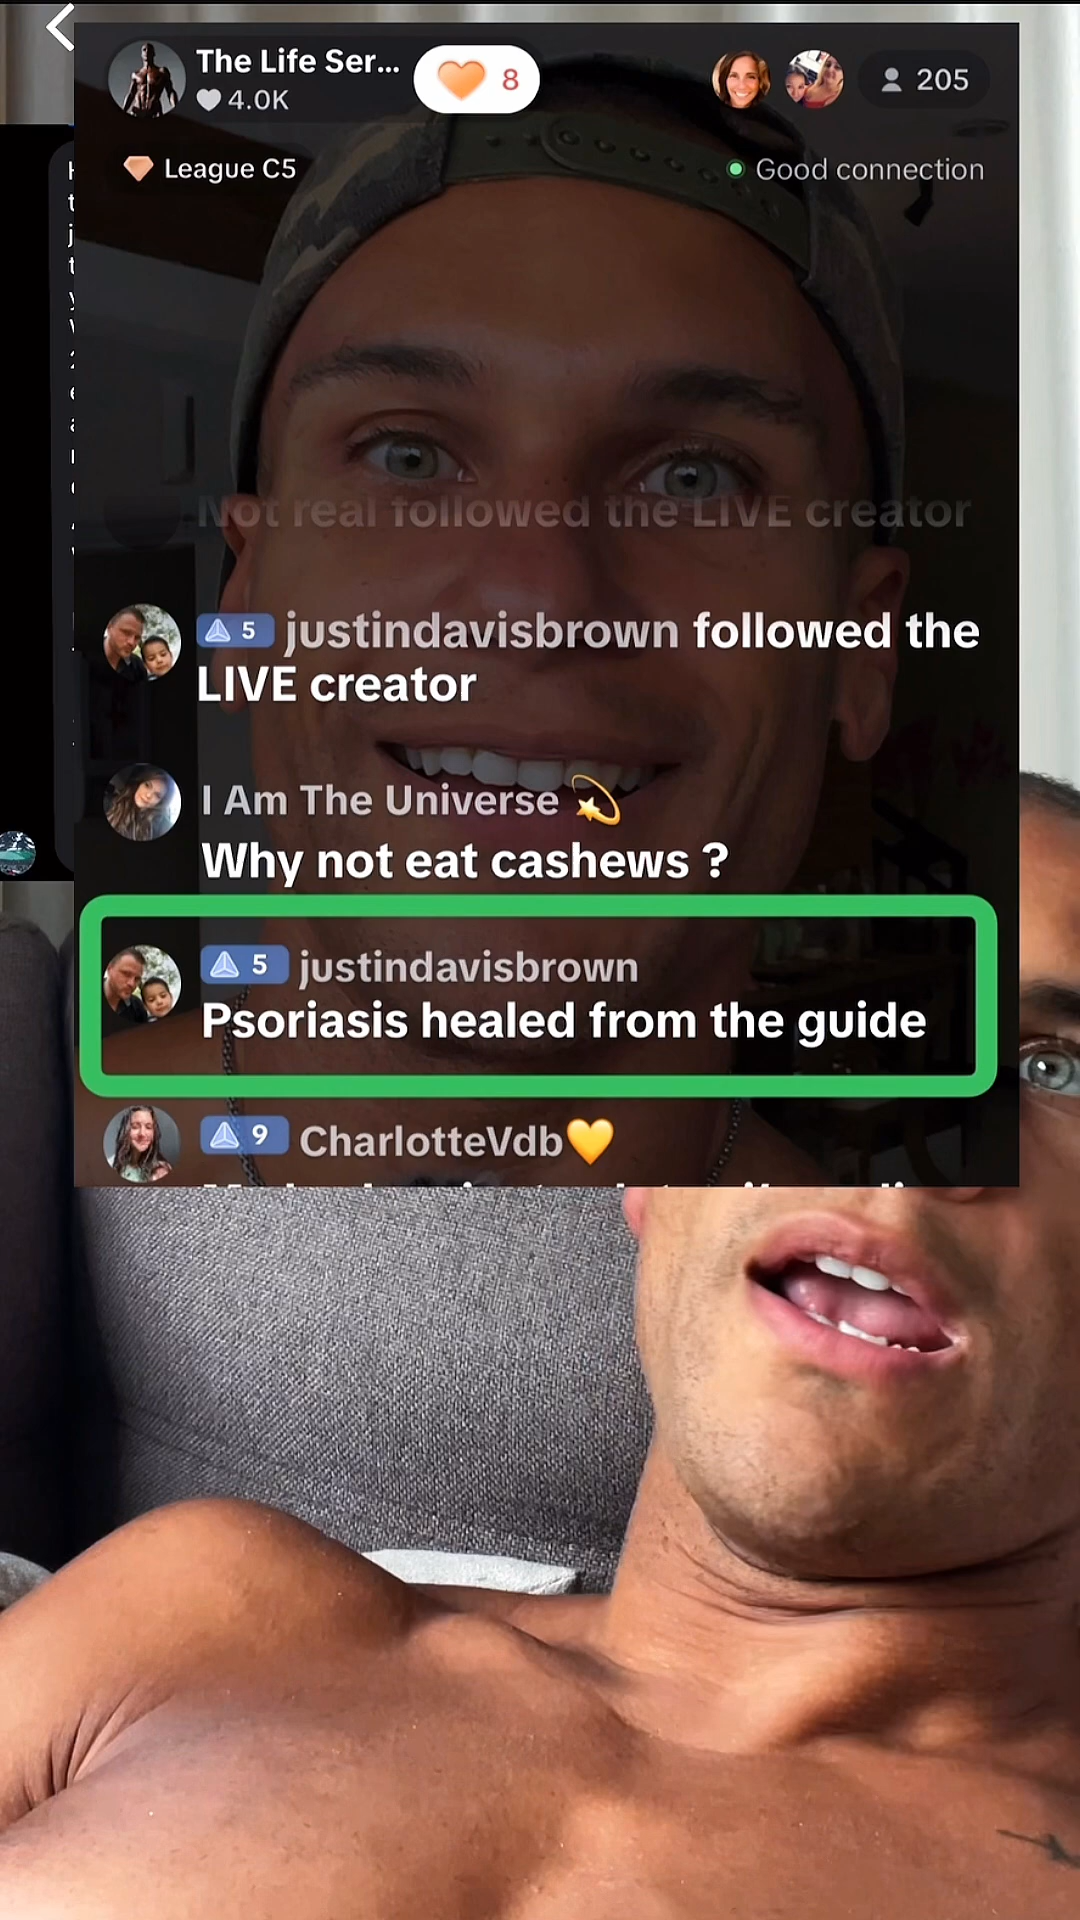 The Life Ser...
8
205
4.0K
League C5
Good connection
Not real followed the LIVE creator
5 justindavisbrown followed the
LIVE creator
I Am The Universe 💫
Why not eat cashews ?
5 justindavisbrown
Psoriasis healed from the guide
9 CharlotteVdb💛